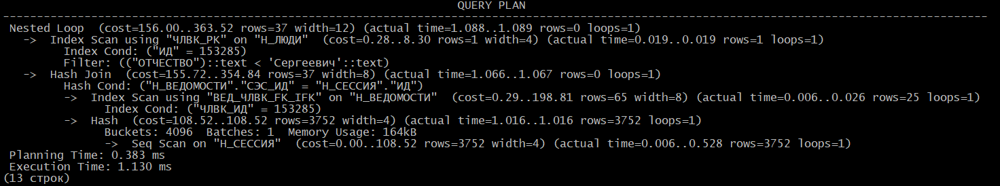 QUERY PLAN
--------------------------------------------------------------------------------------------------------------------------------------------------
Nested Loop  (cost=156.00..363.52 rows=37 width=12) (actual time=1.088..1.089 rows=0 loops=1)
  ->  Index Scan using "ЧЛВК_PK" on "Н_ЛЮДИ"  (cost=0.28..8.30 rows=1 width=4) (actual time=0.019..0.019 rows=1 loops=1)
        Index Cond: ("ИД" = 153285)
        Filter: (("ОТЧЕСТВО")::text < 'Сергеевич'::text)
  ->  Hash Join  (cost=155.72..354.84 rows=37 width=8) (actual time=1.066..1.067 rows=0 loops=1)
        Hash Cond: ("Н_ВЕДОМОСТИ"."СЭС_ИД" = "Н_СЕССИЯ"."ИД")
        ->  Index Scan using "ВЕД_ЧЛВК_FK_IFK" on "Н_ВЕДОМОСТИ"  (cost=0.29..198.81 rows=65 width=8) (actual time=0.006..0.026 rows=25 loops=1)
              Index Cond: ("ЧЛВК_ИД" = 153285)
        ->  Hash  (cost=108.52..108.52 rows=3752 width=4) (actual time=1.016..1.016 rows=3752 loops=1)
              Buckets: 4096  Batches: 1  Memory Usage: 164kB
              ->  Seq Scan on "Н_СЕССИЯ"  (cost=0.00..108.52 rows=3752 width=4) (actual time=0.006..0.528 rows=3752 loops=1)
Planning Time: 0.383 ms
Execution Time: 1.130 ms
(13 строк)